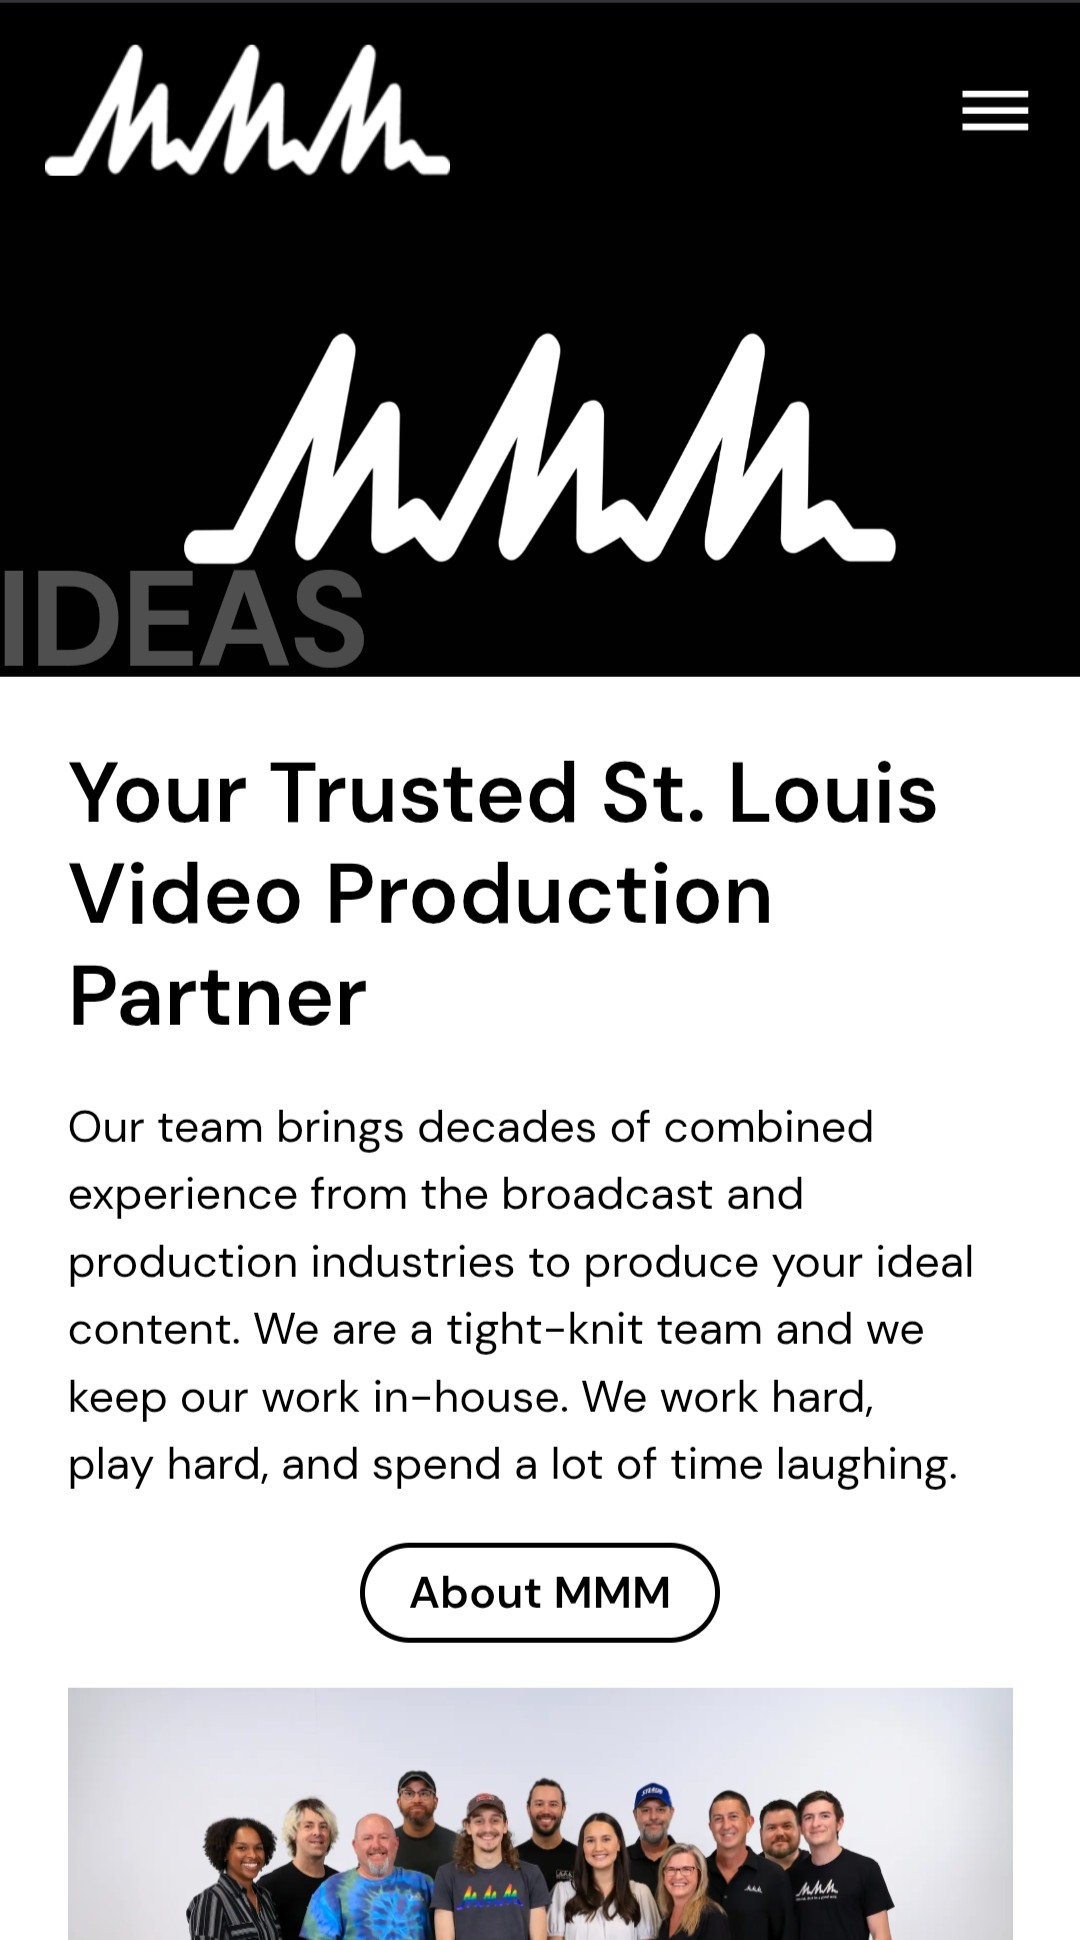 MMM
MMM
IDEAS
Your Trusted St. Louis
Video Production
Partner
Our team brings decades of combined
experience from the broadcast and
production industries to produce your ideal
content. We are a tight-knit team and we
keep our work in-house. We work hard,
play hard, and spend a lot of time laughing.
About MMM